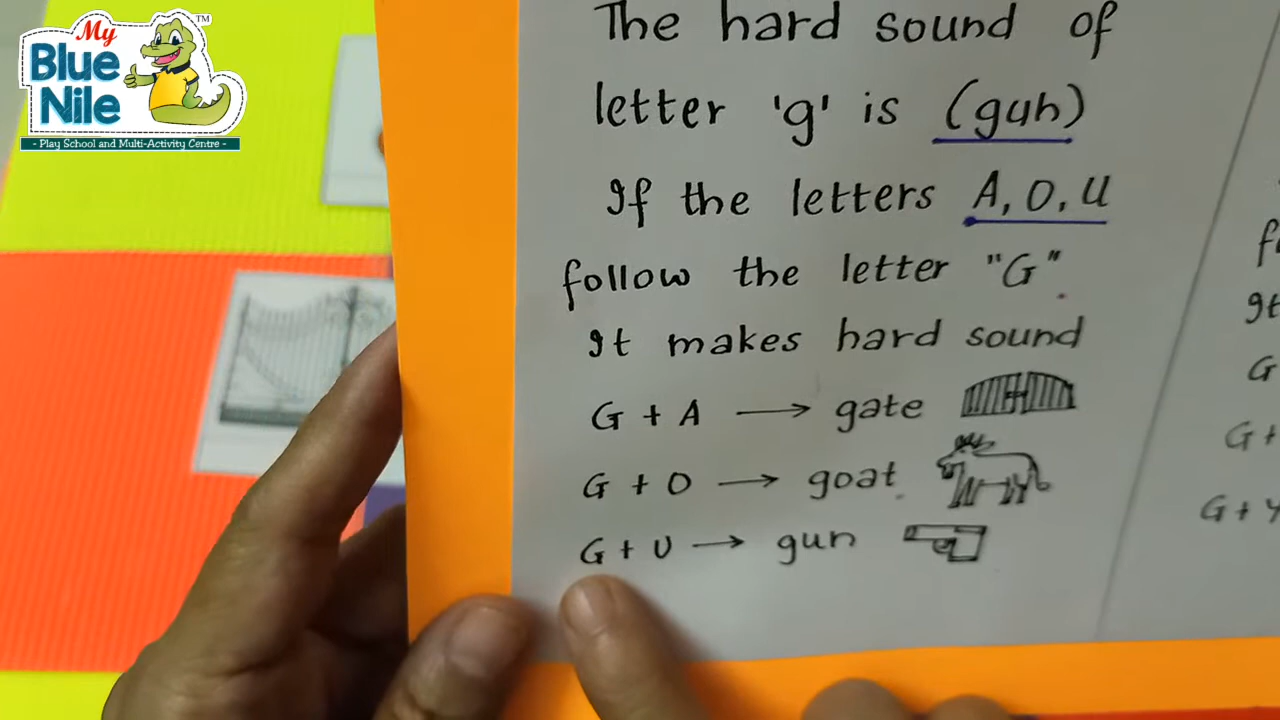 My
Blue
Nile
TM
- Play School and Multi-Activity Centre -
The hard sound of
letter 'g' is (guh)
If the letters A, O, U
follow the letter "G".
It makes hard sound
G + A → gate
G + O → goat
G + U → gun
G
G +
G + Y